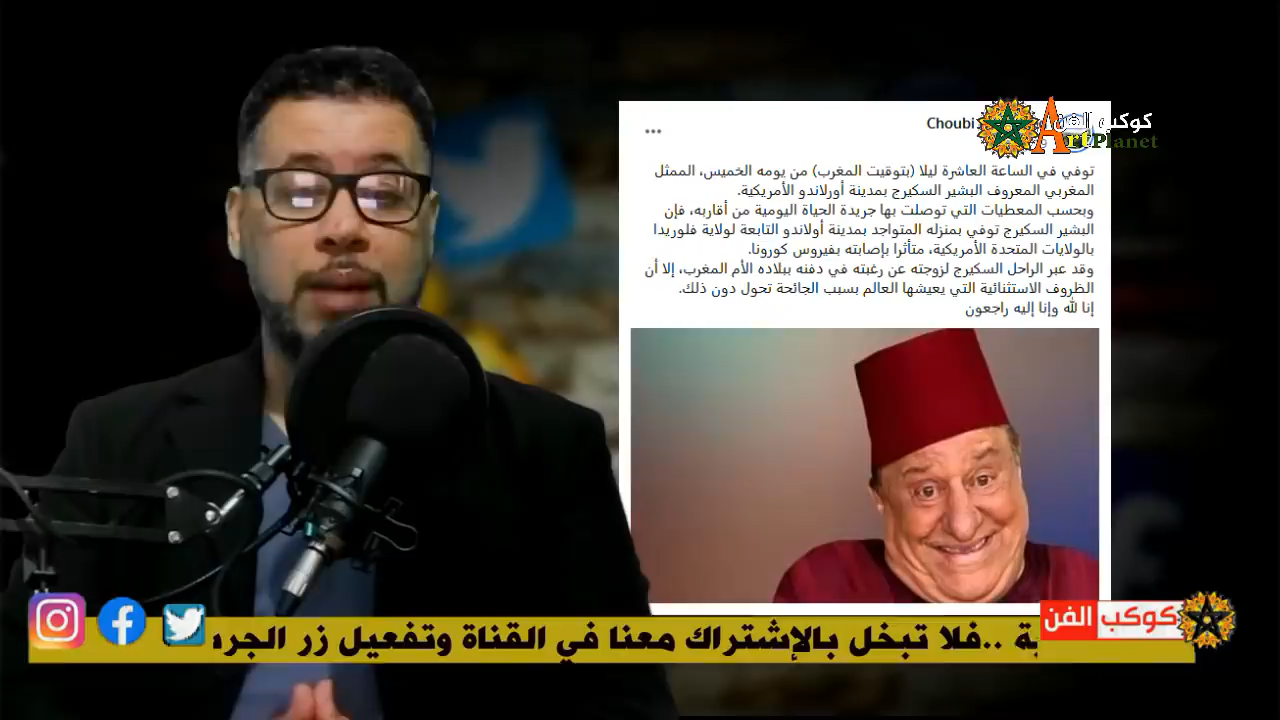 Choubi
كوكب الفن
Art Planet
توفي في الساعة العاشرة ليلا (بتوقيت المغرب) من يومه الخميس، الممثل
المغربي المعروف البشير السكيرج بمدينة أورلاندو الأمريكية.
وبحسب المعطيات التي توصلت بها جريدة الحياة اليومية من أقاربه، فإن
البشير السكيرج توفي بمنزله المتواجد بمدينة أولاندو التابعة لولاية فلوريدا
بالولايات المتحدة الأمريكية، متأثرا بإصابته بفيروس كورونا.
وقد عبر الراحل السكيرج لزوجته عن رغبته في دفنه ببلاده الأم المغرب، إلا أن
الظروف الاستثنائية التي يعيشها العالم بسبب الجائحة تحول دون ذلك.
إنا لله وإنا إليه راجعون
كوكب الفن
..فلا تبخل بالإشتراك معنا في القناة وتفعيل زر